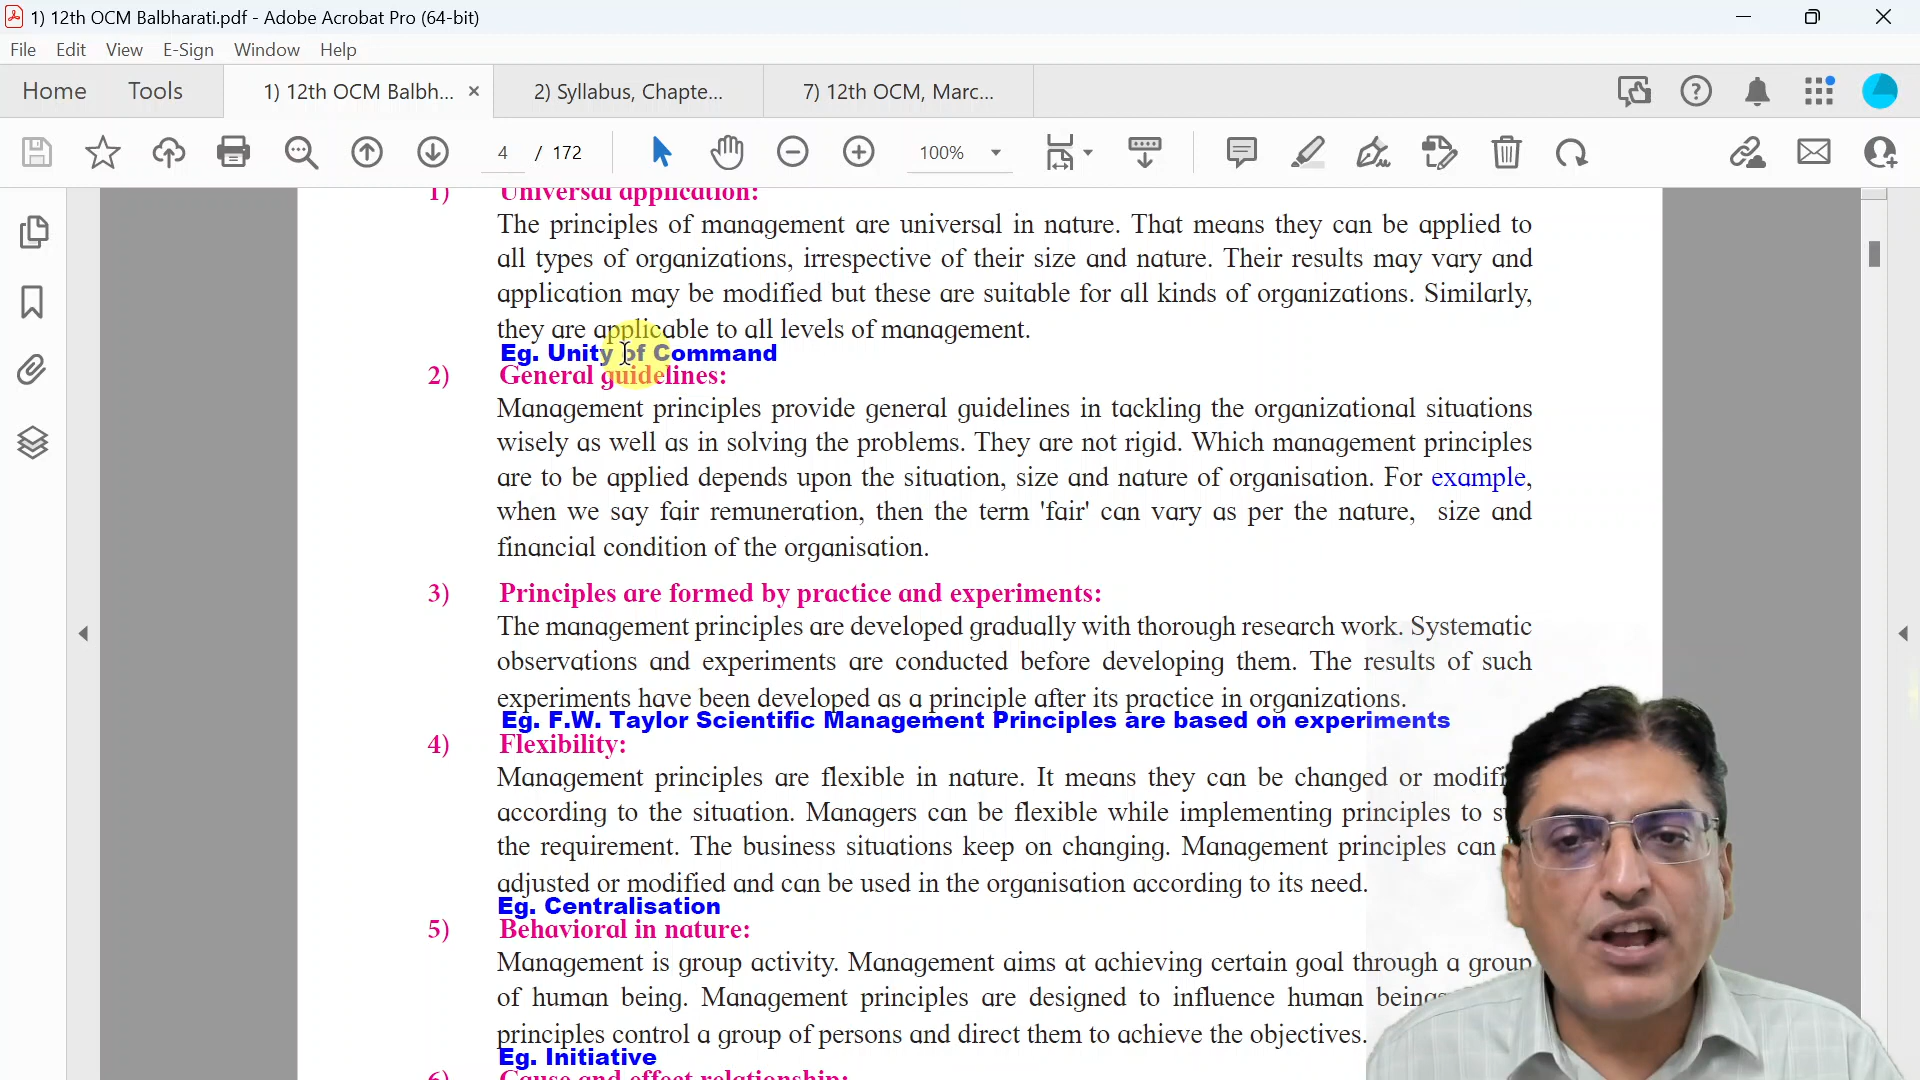 1) 12th OCM Balbharati.pdf - Adobe Acrobat Pro (64-bit)
File Edit View E-Sign Window Help
Home Tools 1) 12th OCM Balbh... 2) Syllabus, Chapte... 7) 12th OCM, Marc...
4 / 172 100%
1) Universal application:
The principles of management are universal in nature. That means they can be applied to
all types of organizations, irrespective of their size and nature. Their results may vary and
application may be modified but these are suitable for all kinds of organizations. Similarly,
they are applicable to all levels of management.
Eg. Unity of Command
2) General guidelines:
Management principles provide general guidelines in tackling the organizational situations
wisely as well as in solving the problems. They are not rigid. Which management principles
are to be applied depends upon the situation, size and nature of organisation. For example,
when we say fair remuneration, then the term 'fair' can vary as per the nature, size and
financial condition of the organisation.
3) Principles are formed by practice and experiments:
The management principles are developed gradually with thorough research work. Systematic
observations and experiments are conducted before developing them. The results of such
experiments have been developed as a principle after its practice in organizations.
Eg. F.W. Taylor Scientific Management Principles are based on experiments
4) Flexibility:
Management principles are flexible in nature. It means they can be changed or
according to the situation. Managers can be flexible while implementing principles to
the requirement. The business situations keep on changing. Management principles can
adjusted or modified and can be used in the organisation according to its need.
Eg. Centralisation
5) Behavioral in nature:
Management is group activity. Management aims at achieving certain goal through a group
of human being. Management principles are designed to influence human
principles control a group of persons and direct them to achieve the objectives.
Eg. Initiative
6) Cause and effect relationship: